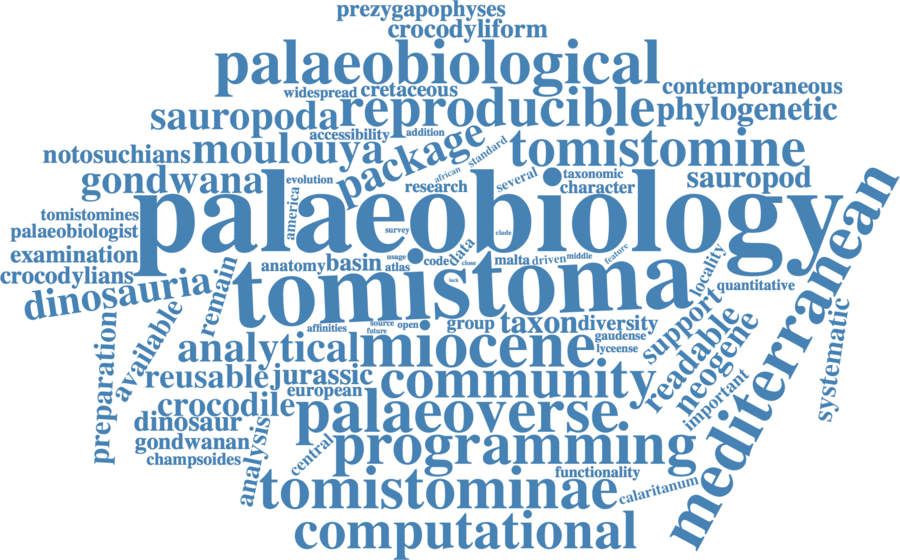 prezygapophyses
crocodyliform
palaeobiological
widespread cretaceous contemporaneous
sauropoda reproducible phylogenetic
accessibility addition
notosuchians moulouya package standard tomistomine
gondwana evolution america african research several taxonomic character sauropod
tomistomines palaeobiology
palaeobiologist survey clade
examination anatomy basin usage atlas code data close malta driven middle feature locality mediterranean
crocodylians tomistoma lack quantitative
dinosauria remain
preparations available affinities source future open group taxon diversity support readable neogene systematic
analytical miocene. gaudense lyceense
reusable jurassic european community important
crocodile palaeoverse.
dinosaur
gondwanan analysis central programming
champsoides functionality
tomistominae calaritanum
computational